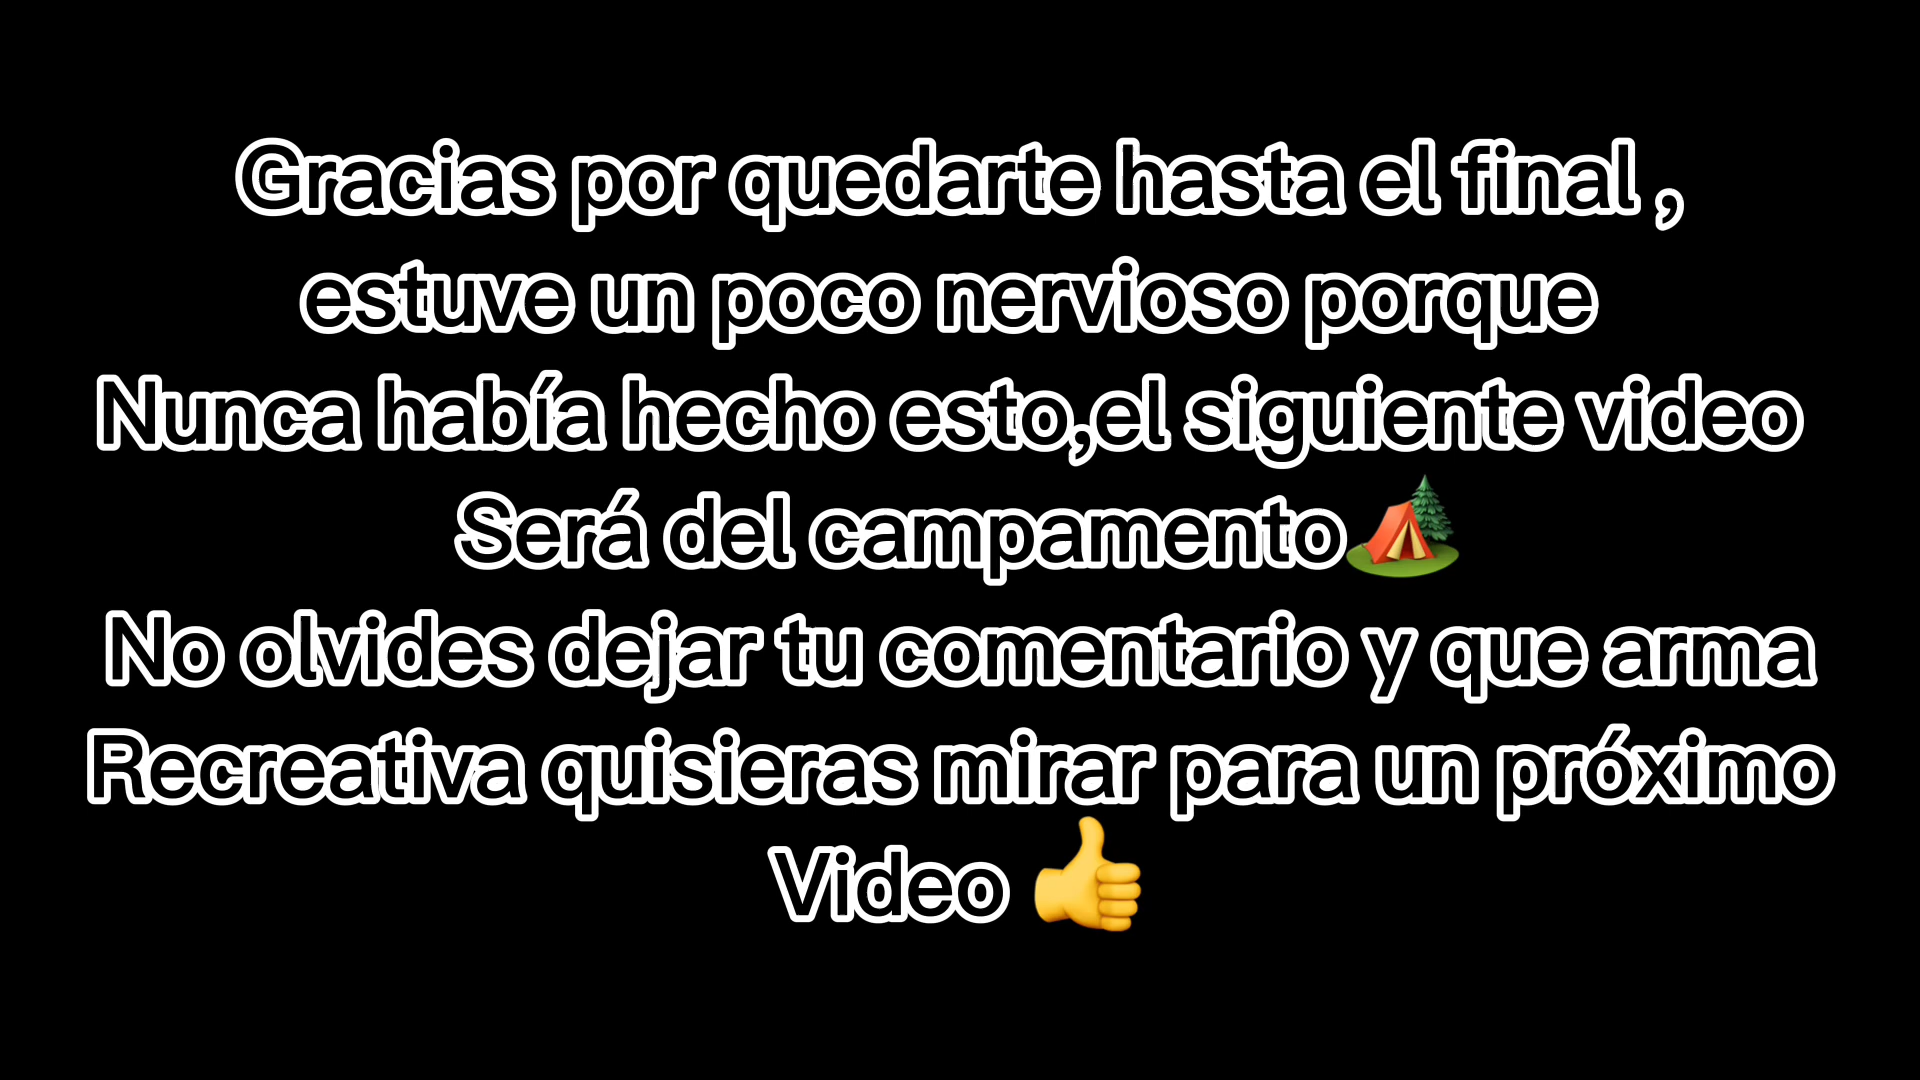 Gracias por quedarte hasta el final ,
estuve un poco nervioso porque
Nunca había hecho esto,el siguiente video
Será del campamento🏕️
No olvides dejar tu comentario y que arma
Recreativa quisieras mirar para un próximo
Video 👍